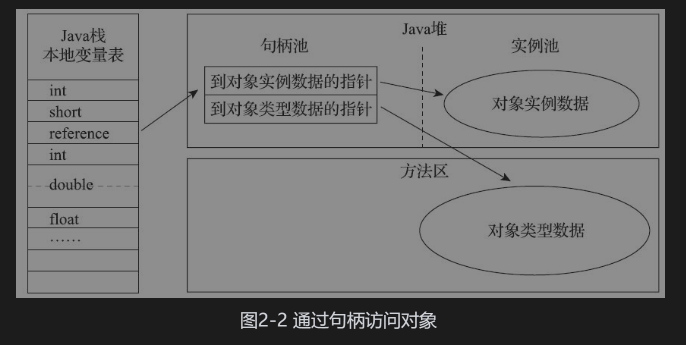 Java栈
本地变量表
int
short
reference
int
double
float
……
Java堆
句柄池
实例池
到对象实例数据的指针
到对象类型数据的指针
对象实例数据
方法区
对象类型数据
图2-2 通过句柄访问对象